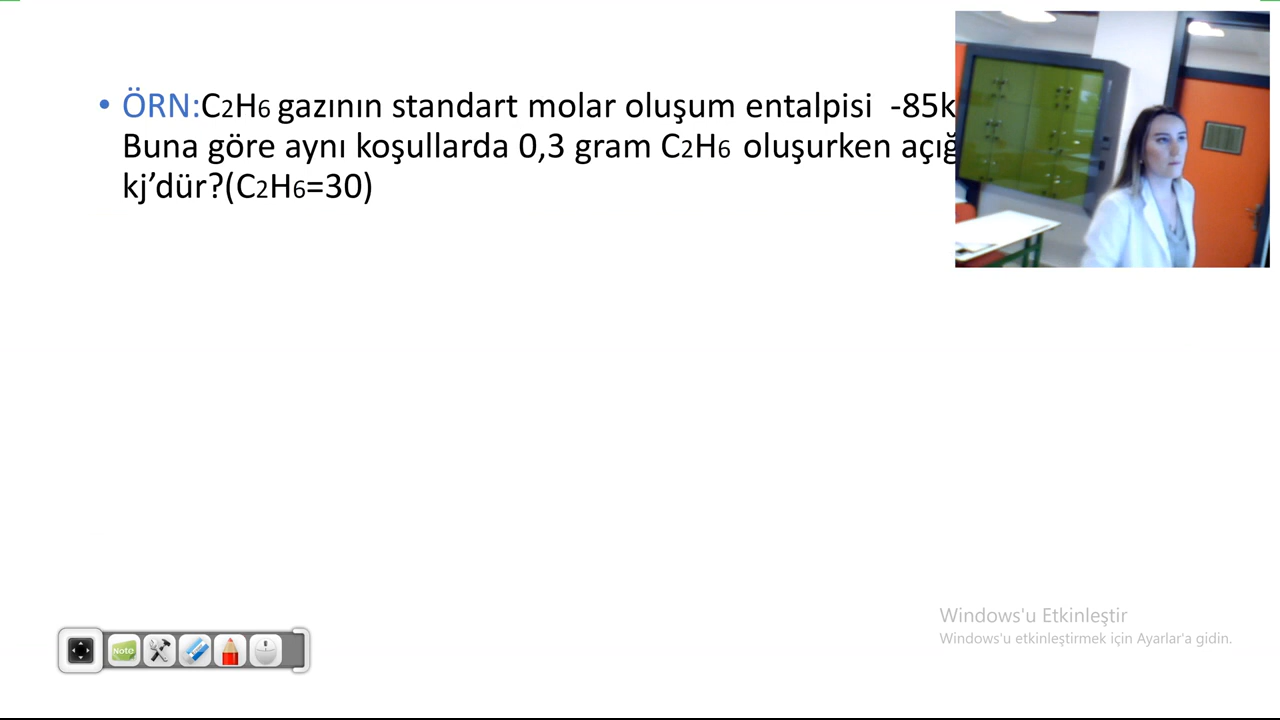 • ÖRN:C2H6 gazının standart molar oluşum entalpisi -85k
Buna göre aynı koşullarda 0,3 gram C2H6 oluşurken açığ
kj’dür?(C2H6=30)
Note
Windows'u Etkinleştir
Windows'u etkinleştirmek için Ayarlar'a gidin.